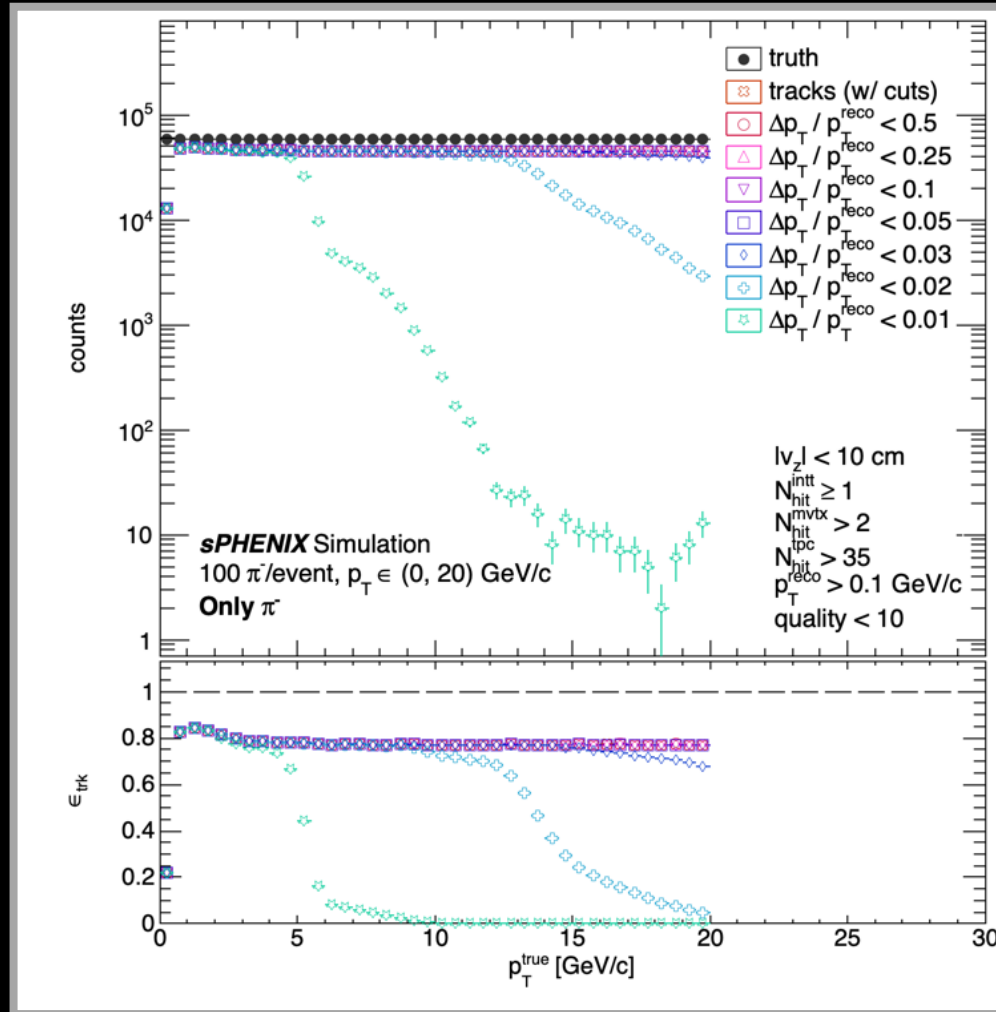 truth
tracks (w/ cuts)
Δp_T / p_T^reco < 0.5
Δp_T / p_T^reco < 0.25
Δp_T / p_T^reco < 0.1
Δp_T / p_T^reco < 0.05
Δp_T / p_T^reco < 0.03
Δp_T / p_T^reco < 0.02
Δp_T / p_T^reco < 0.01
counts
10^5
10^4
10^3
10^2
10
1
sPHENIX Simulation
100 π^-/event, p_T ∈ (0, 20) GeV/c
Only π^-
|v_z| < 10 cm
N_hit^intt ≥ 1
N_hit^mvtx > 2
N_hit^tpc > 35
p_T^reco > 0.1 GeV/c
quality < 10
ϵ_trk
1
0.8
0.6
0.4
0.2
0
0 5 10 15 20 25 30
p_T^true [GeV/c]